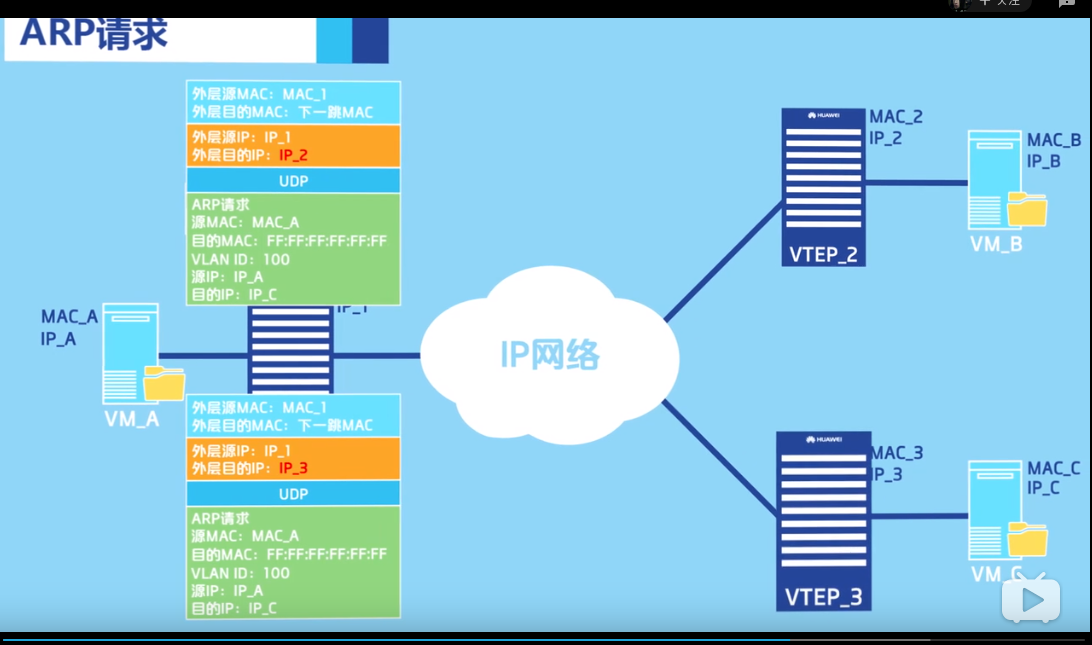 关注
ARP请求
外层源MAC：MAC_1
外层目的MAC：下一跳MAC
外层源IP：IP_1
外层目的IP：IP_2
UDP
ARP请求
源MAC：MAC_A
目的MAC：FF:FF:FF:FF:FF:FF
VLAN ID：100
源IP：IP_A
目的IP：IP_C
IP_1
MAC_A
IP_A
VM_A
外层源MAC：MAC_1
外层目的MAC：下一跳MAC
外层源IP：IP_1
外层目的IP：IP_3
UDP
ARP请求
源MAC：MAC_A
目的MAC：FF:FF:FF:FF:FF:FF
VLAN ID：100
源IP：IP_A
目的IP：IP_C
IP网络
HUAWEI
VTEP_2
MAC_2
IP_2
MAC_B
IP_B
VM_B
HUAWEI
VTEP_3
MAC_3
IP_3
MAC_C
IP_C
VM_C